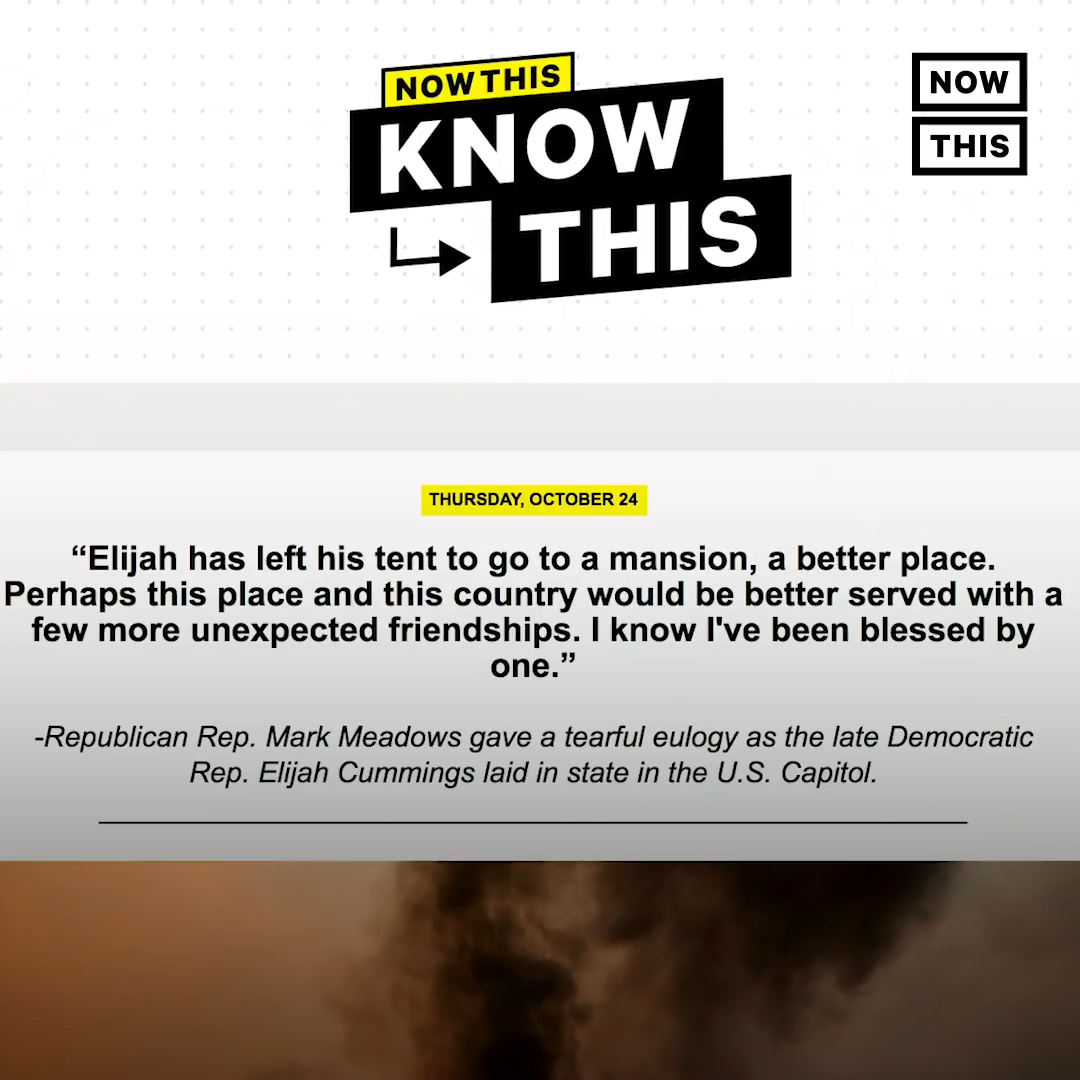 NOW THIS
KNOW
THIS
NOW
THIS
THURSDAY, OCTOBER 24
“Elijah has left his tent to go to a mansion, a better place.
Perhaps this place and this country would be better served with a
few more unexpected friendships. I know I've been blessed by
one.”
-Republican Rep. Mark Meadows gave a tearful eulogy as the late Democratic
Rep. Elijah Cummings laid in state in the U.S. Capitol.